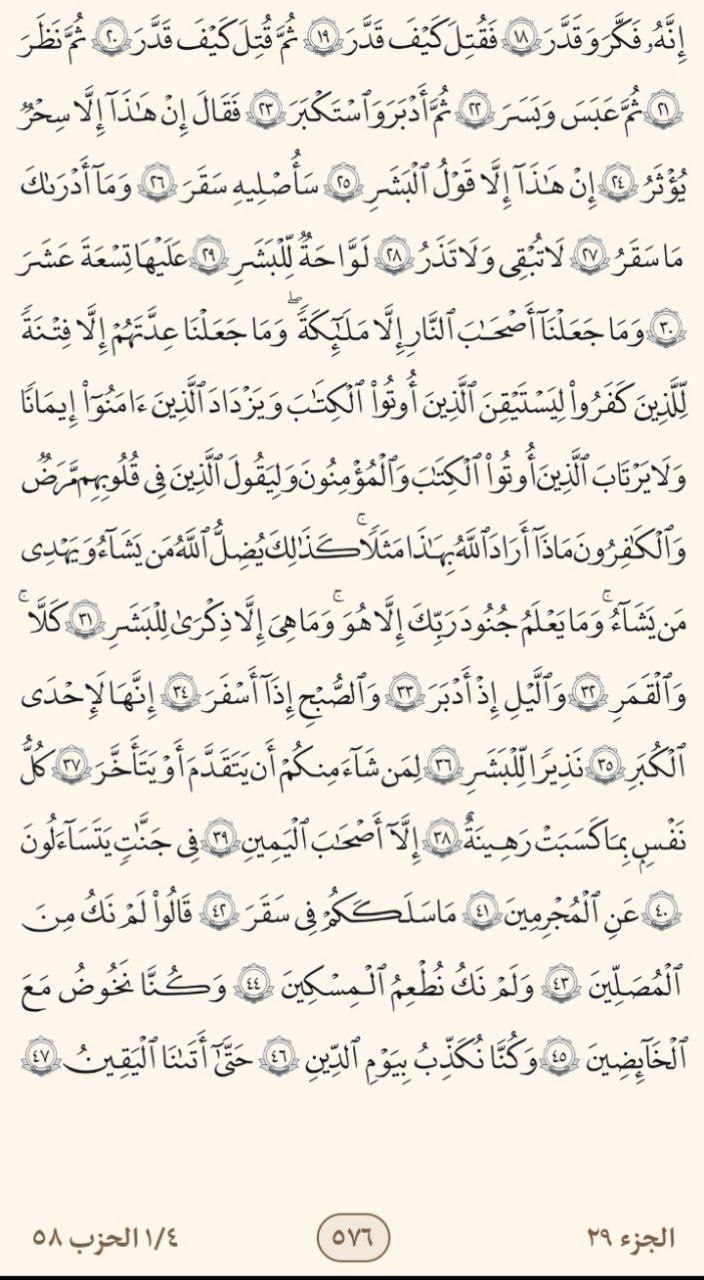 إِنَّهُۥ فَكَّرَ وَقَدَّرَ ١٨ فَقُتِلَ كَيْفَ قَدَّرَ ١٩ ثُمَّ قُتِلَ كَيْفَ قَدَّرَ ٢٠ ثُمَّ نَظَرَ
٢١ ثُمَّ عَبَسَ وَبَسَرَ ٢٢ ثُمَّ أَدْبَرَ وَٱسْتَكْبَرَ ٢٣ فَقَالَ إِنْ هَـٰذَآ إِلَّا سِحْرٌ
يُؤْثَرُ ٢٤ إِنْ هَـٰذَآ إِلَّا قَوْلُ ٱلْبَشَرِ ٢٥ سَأُصْلِيهِ سَقَرَ ٢٦ وَمَآ أَدْرَىٰكَ
مَا سَقَرُ ٢٧ لَا تُبْقِى وَلَا تَذَرُ ٢٨ لَوَّاحَةٌ لِّلْبَشَرِ ٢٩ عَلَيْهَا تِسْعَةَ عَشَرَ
٣٠ وَمَا جَعَلْنَآ أَصْحَـٰبَ ٱلنَّارِ إِلَّا مَلَـٰٓئِكَةً ۙ وَمَا جَعَلْنَا عِدَّتَهُمْ إِلَّا فِتْنَةً
لِّلَّذِينَ كَفَرُوا۟ لِيَسْتَيْقِنَ ٱلَّذِينَ أُوتُوا۟ ٱلْكِتَـٰبَ وَيَزْدَادَ ٱلَّذِينَ ءَامَنُوٓا۟ إِيمَـٰنًا
وَلَا يَرْتَابَ ٱلَّذِينَ أُوتُوا۟ ٱلْكِتَـٰبَ وَٱلْمُؤْمِنُونَ وَلِيَقُولَ ٱلَّذِينَ فِى قُلُوبِهِم مَّرَضٌ
وَٱلْكَـٰفِرُونَ مَاذَآ أَرَادَ ٱللَّهُ بِهَـٰذَا مَثَلًا ۚ كَذَٰلِكَ يُضِلُّ ٱللَّهُ مَن يَشَآءُ وَيَهْدِى
مَن يَشَآءُ ۚ وَمَا يَعْلَمُ جُنُودَ رَبِّكَ إِلَّا هُوَ ۚ وَمَا هِىَ إِلَّا ذِكْرَىٰ لِلْبَشَرِ ٣١ كَلَّا ۚ
وَٱلْقَمَرِ ٣٢ وَٱلَّيْلِ إِذْ أَدْبَرَ ٣٣ وَٱلصُّبْحِ إِذَآ أَسْفَرَ ٣٤ إِنَّهَا لَإِحْدَى
ٱلْكُبَرِ ٣٥ نَذِيرًا لِّلْبَشَرِ ٣٦ لِمَن شَآءَ مِنكُمْ أَن يَتَقَدَّمَ أَوْ يَتَأَخَّرَ ٣٧ كُلُّ
نَفْسٍۭ بِمَا كَسَبَتْ رَهِينَةٌ ٣٨ إِلَّآ أَصْحَـٰبَ ٱلْيَمِينِ ٣٩ فِى جَنَّـٰتٍ يَتَسَآءَلُونَ
٤٠ عَنِ ٱلْمُجْرِمِينَ ٤١ مَا سَلَكَكُمْ فِى سَقَرَ ٤٢ قَالُوا۟ لَمْ نَكُ مِنَ
ٱلْمُصَلِّينَ ٤٣ وَلَمْ نَكُ نُطْعِمُ ٱلْمِسْكِينَ ٤٤ وَكُنَّا نَخُوضُ مَعَ
ٱلْخَآئِضِينَ ٤٥ وَكُنَّا نُكَذِّبُ بِيَوْمِ ٱلدِّينِ ٤٦ حَتَّىٰٓ أَتَىٰنَا ٱلْيَقِينُ ٤٧
الجزء ٢٩ ٥٧٦ ١/٤ الحزب ٥٨